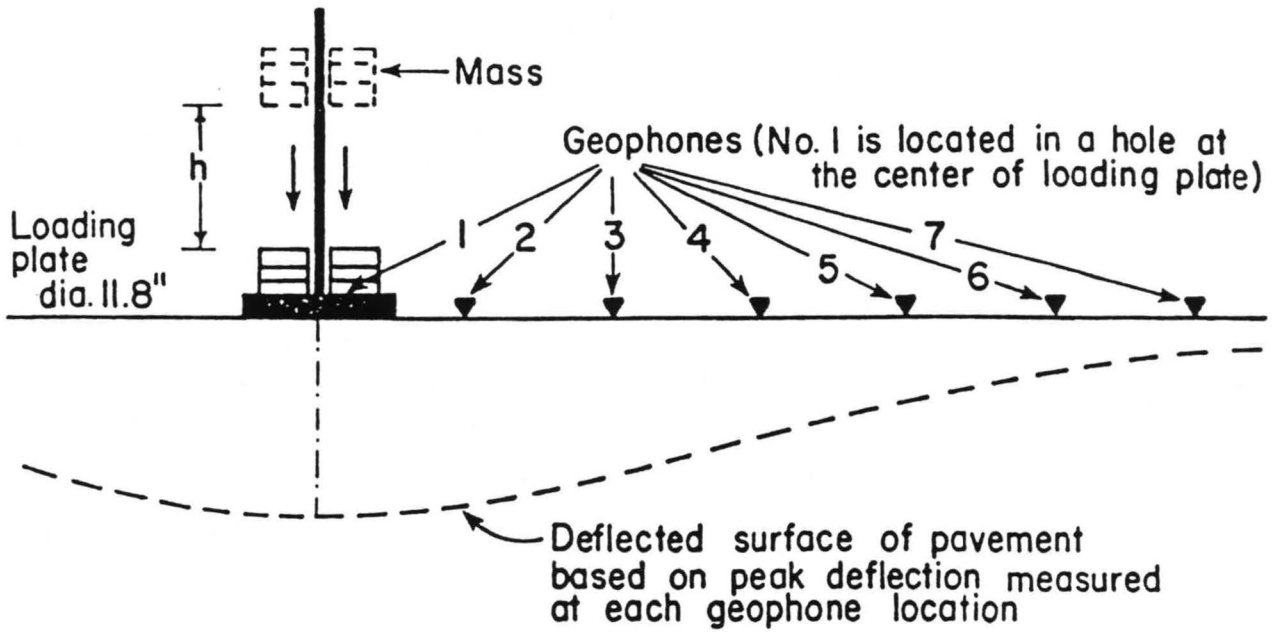 Mass
Geophones (No. 1 is located in a hole at
the center of loading plate)
h
Loading
plate
dia. 11.8"
1
2
3
4
5
6
7
Deflected surface of pavement
based on peak deflection measured
at each geophone location